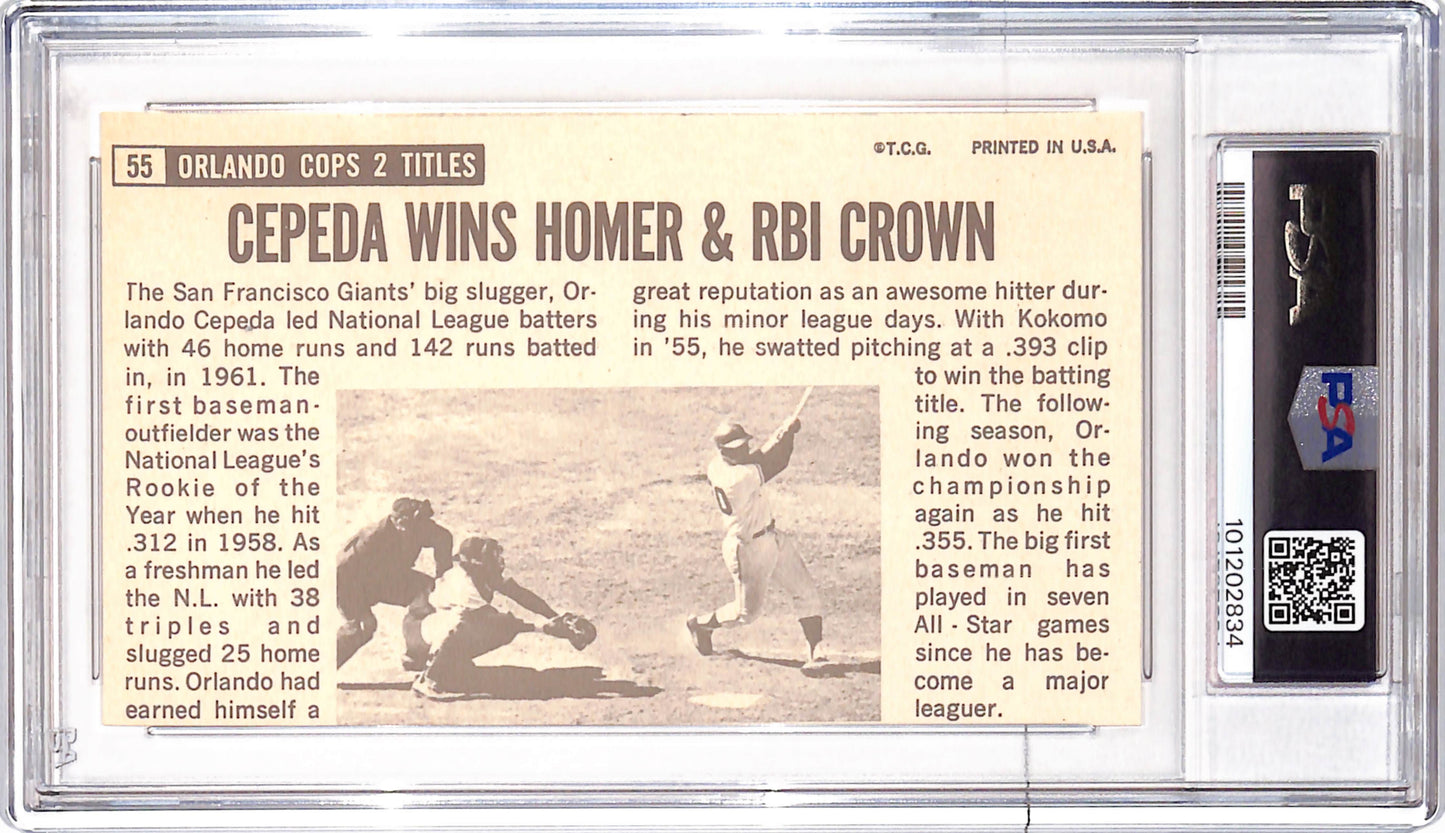 55 ORLANDO COPS 2 TITLES
©T.C.G. PRINTED IN U.S.A.
CEPEDA WINS HOMER & RBI CROWN
The San Francisco Giants' big slugger, Or-
lando Cepeda led National League batters
with 46 home runs and 142 runs batted
in, in 1961. The
first baseman-
outfielder was the
National League's
Rookie of the
Year when he hit
.312 in 1958. As
a freshman he led
the N.L. with 38
triples and
slugged 25 home
runs. Orlando had
earned himself a
great reputation as an awesome hitter dur-
ing his minor league days. With Kokomo
in '55, he swatted pitching at a .393 clip
to win the batting
title. The follow-
ing season, Or-
lando won the
championship
again as he hit
.355. The big first
baseman has
played in seven
All-Star games
since he has be-
come a major
leaguer.
PSA
PSA
101202834